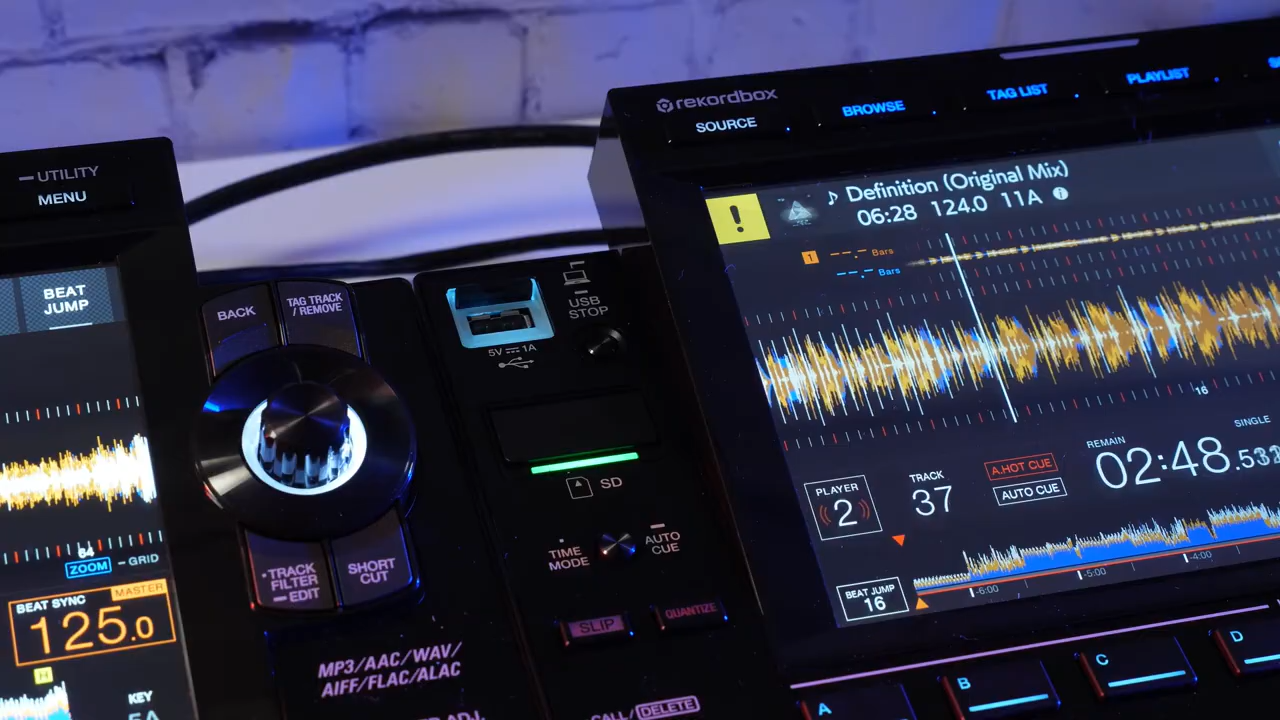 UTILITY
MENU
BEAT
JUMP
64
ZOOM
GRID
BEAT SYNC
MASTER
125.0
H
KEY
BACK
TAG TRACK
/ REMOVE
TRACK
FILTER
EDIT
SHORT
CUT
MP3/AAC/WAV/
AIFF/FLAC/ALAC
USB
STOP
5V 1A
SD
TIME
MODE
AUTO
CUE
SLIP
QUANTIZE
CALL/DELETE
rekordbox
SOURCE
BROWSE
TAG LIST
PLAYLIST
!
Definition (Original Mix)
06:28 124.0 11A
1 --.- Bars
--.- Bars
16
PLAYER
2
TRACK
37
A.HOT CUE
AUTO CUE
REMAIN
SINGLE
02:48.532
BEAT JUMP
16
-6:00
-5:00
-4:00
A
B
C
D